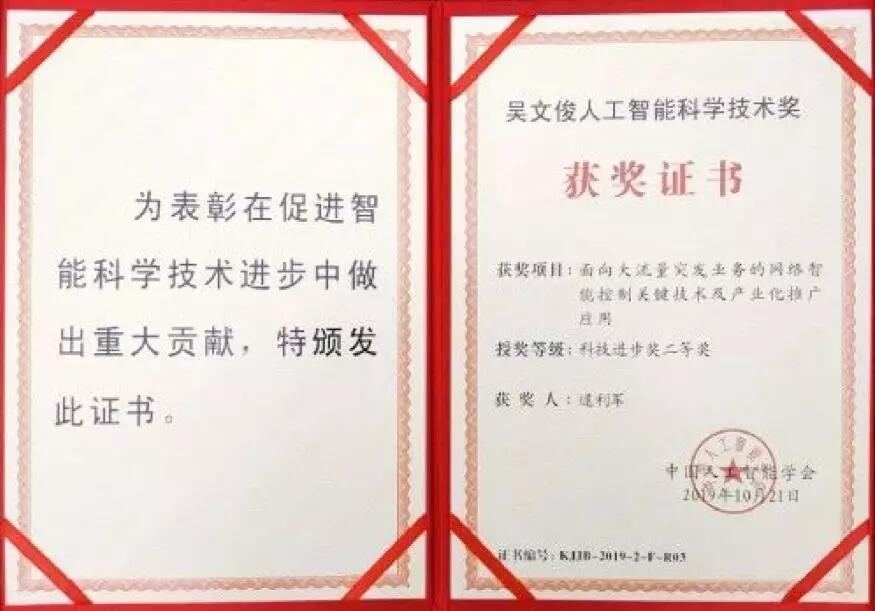 为表彰在促进智
能科学技术进步中做
出重大贡献，特颁发
此证书。
吴文俊人工智能科学技术奖
获奖证书
获奖项目：面向大流量突发业务的网络智
能控制关键技术及产业化推广
应用
授奖等级：科技进步奖二等奖
获 奖 人：逯利军
中国人工智能学会
2019年10月21日
证书编号：KJJB-2019-2-F-R03